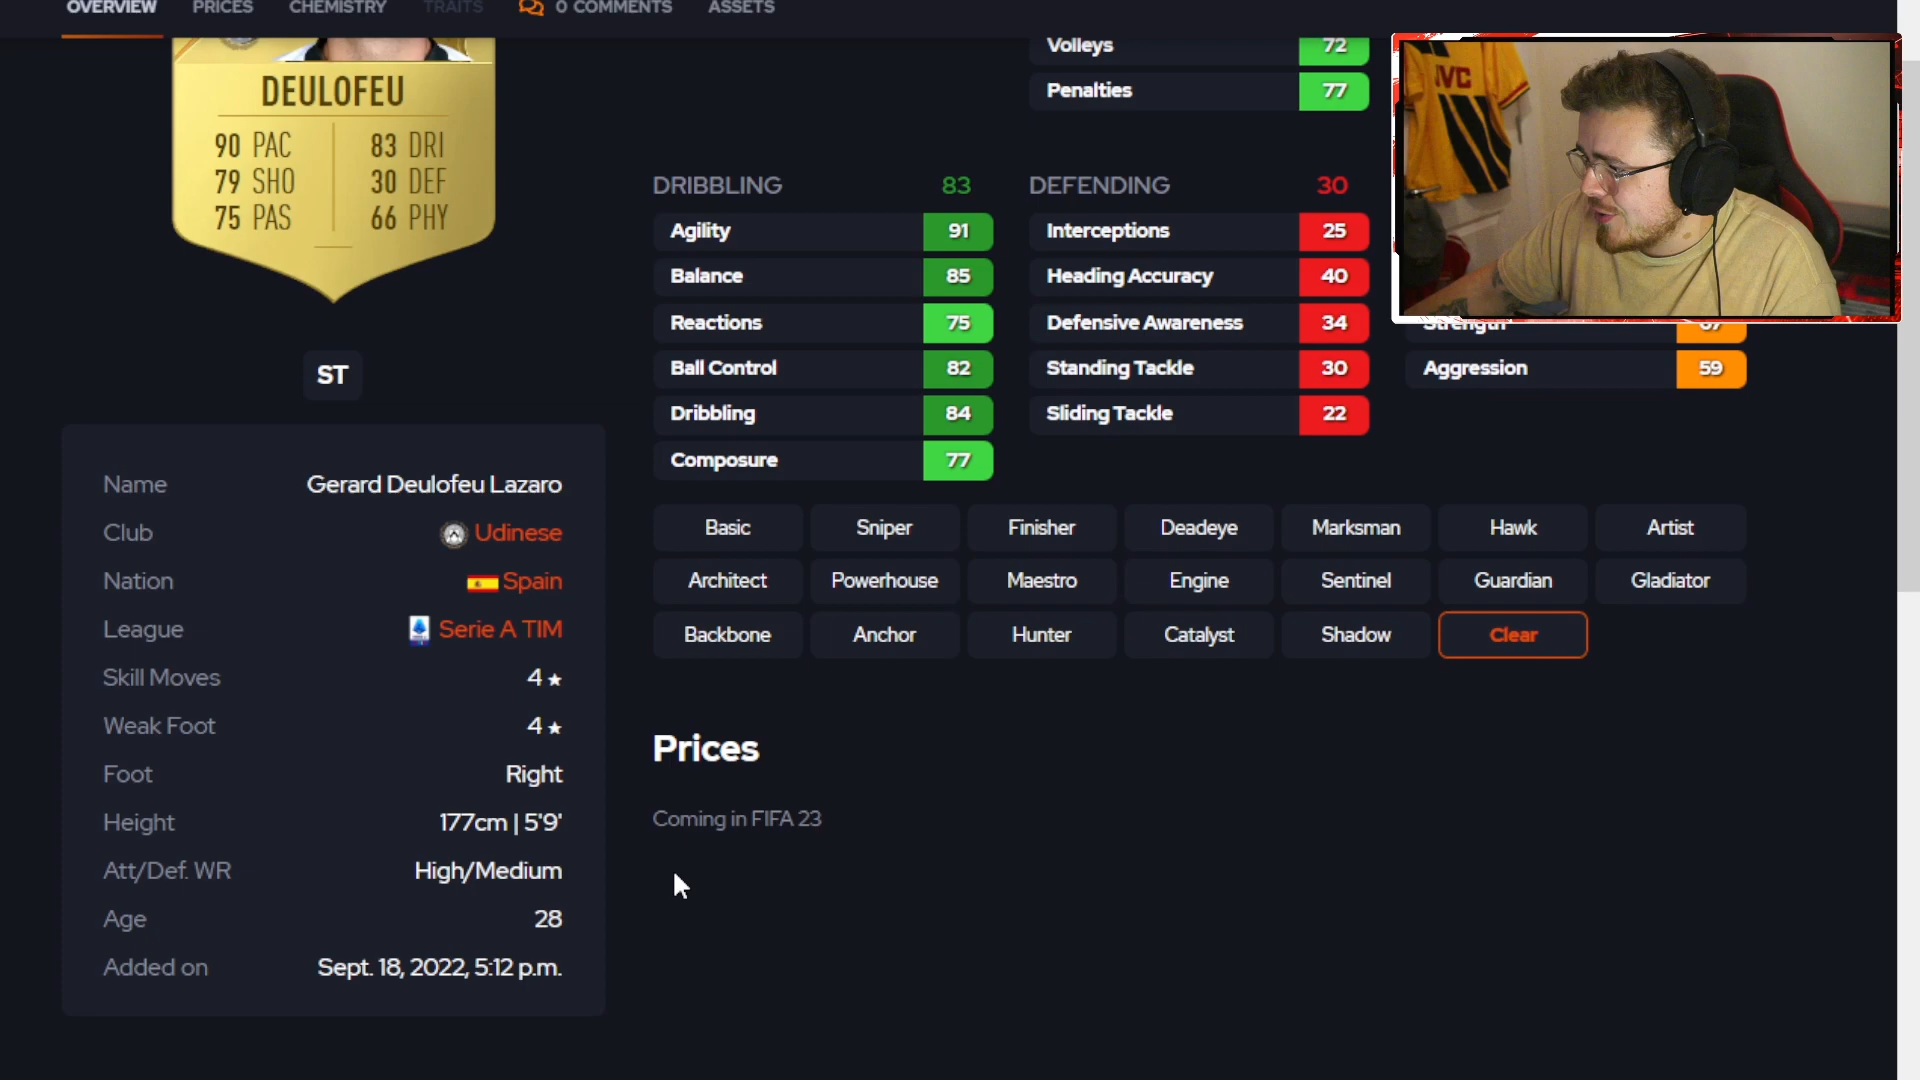 OVERVIEW PRICES CHEMISTRY TRAITS 0 COMMENTS ASSETS
DEULOFEU
90 PAC 83 DRI
79 SHO 30 DEF
75 PAS 66 PHY
ST
Name Gerard Deulofeu Lazaro
Club Udinese
Nation Spain
League Serie A TIM
Skill Moves 4 ★
Weak Foot 4 ★
Foot Right
Height 177cm | 5'9'
Att/Def. WR High/Medium
Age 28
Added on Sept. 18, 2022, 5:12 p.m.
Volleys 72
Penalties 77
DRIBBLING 83
Agility 91
Balance 85
Reactions 75
Ball Control 82
Dribbling 84
Composure 77
DEFENDING 30
Interceptions 25
Heading Accuracy 40
Defensive Awareness 34
Standing Tackle 30
Sliding Tackle 22
JVC
Strength 67
Aggression 59
Basic Sniper Finisher Deadeye Marksman Hawk Artist
Architect Powerhouse Maestro Engine Sentinel Guardian Gladiator
Backbone Anchor Hunter Catalyst Shadow Clear
Prices
Coming in FIFA 23